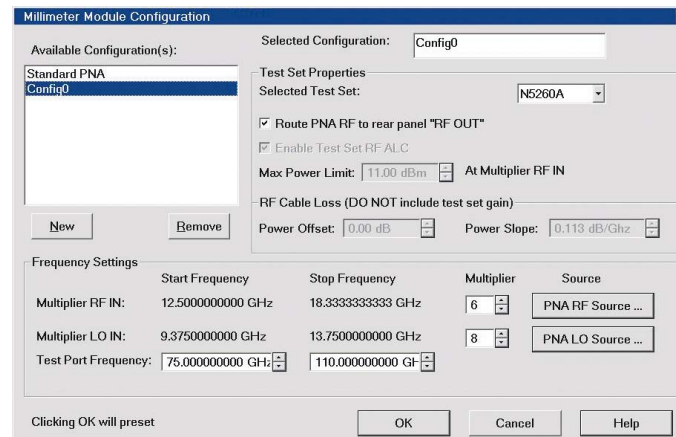 Millimeter Module Configuration
Available Configuration(s):
Standard PNA
Config0
New
Remove
Selected Configuration: Config0
Test Set Properties
Selected Test Set: N5260A
Route PNA RF to rear panel "RF OUT"
Enable Test Set RF ALC
Max Power Limit: 11.00 dBm At Multiplier RF IN
RF Cable Loss (DO NOT include test set gain)
Power Offset: 0.00 dB Power Slope: 0.113 dB/Ghz
Frequency Settings
Start Frequency Stop Frequency Multiplier Source
Multiplier RF IN: 12.5000000000 GHz 18.3333333333 GHz 6 PNA RF Source ...
Multiplier LO IN: 9.3750000000 GHz 13.7500000000 GHz 8 PNA LO Source ...
Test Port Frequency: 75.000000000 GHz 110.000000000 GH
Clicking OK will preset
OK Cancel Help